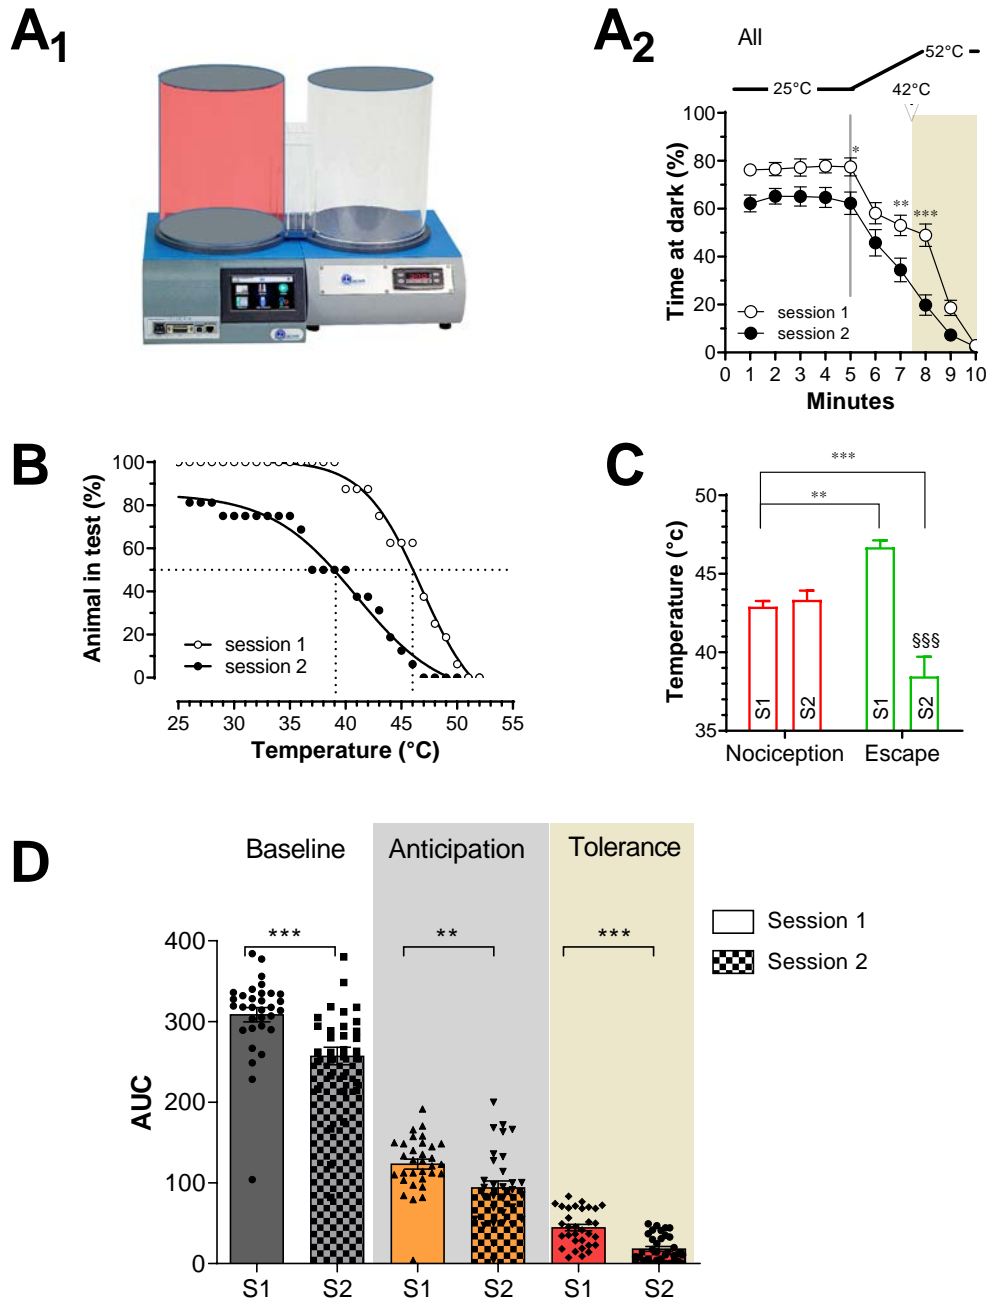 A1
A2
All
52°C
25°C
42°C
Time at dark (%)
100
80
60
40
20
0
*
**
***
session 1
session 2
0 1 2 3 4 5 6 7 8 9 10
Minutes
B
Animal in test (%)
100
80
60
40
20
0
session 1
session 2
25 30 35 40 45 50 55
Temperature (°C)
C
Temperature (°c)
50
45
40
35
***
**
§§§
S1
S2
S1
S2
Nociception Escape
D
Baseline Anticipation Tolerance
Session 1
Session 2
AUC
400
300
200
100
0
*** ** ***
S1 S2 S1 S2 S1 S2